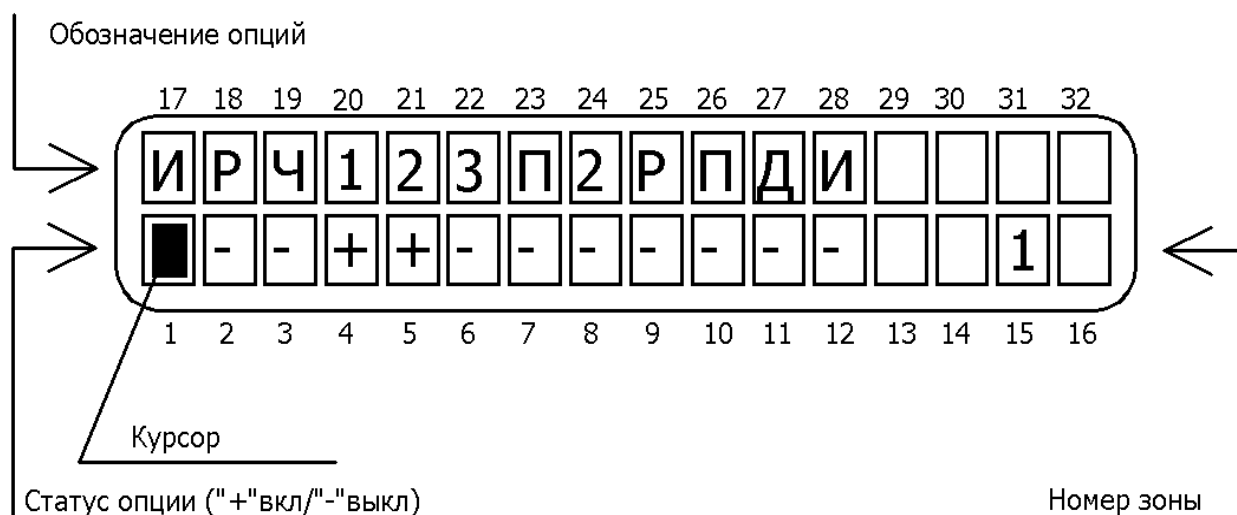 Обозначение опций
17 18 19 20 21 22 23 24 25 26 27 28 29 30 31 32
И Р Ч 1 2 3 П 2 Р П Д И
- - + + - - - - - - - 1
1 2 3 4 5 6 7 8 9 10 11 12 13 14 15 16
Курсор
Статус опции ("+"вкл/"-"выкл)
Номер зоны